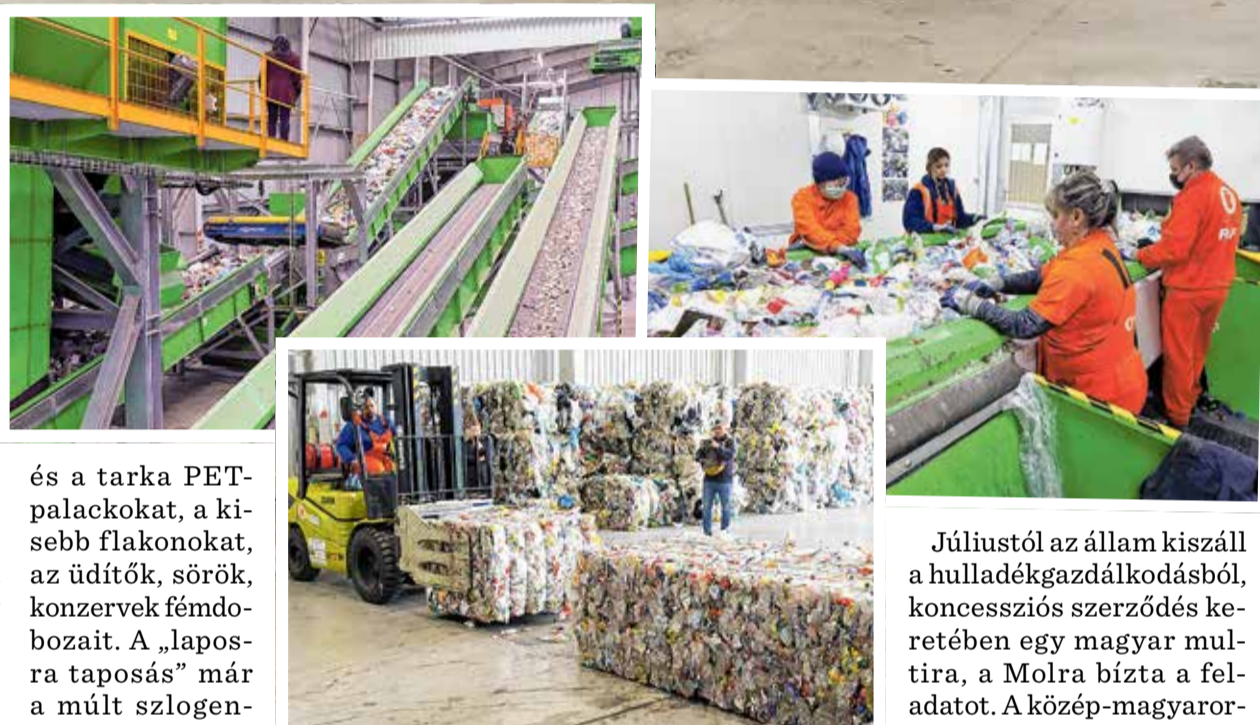 és a tarka PET-
palackokat, a ki-
sebb flakonokat,
az üdítők, sörök,
konzervek fémdo-
bozait. A „lapos-
ra taposás” már
a múlt szlogen-
Júliustól az állam kiszáll
a hulladékgazdálkodásból,
koncessziós szerződés ke-
retében egy magyar mul-
tira, a Molra bízta a fel-
adatot. A közép-magyaror-